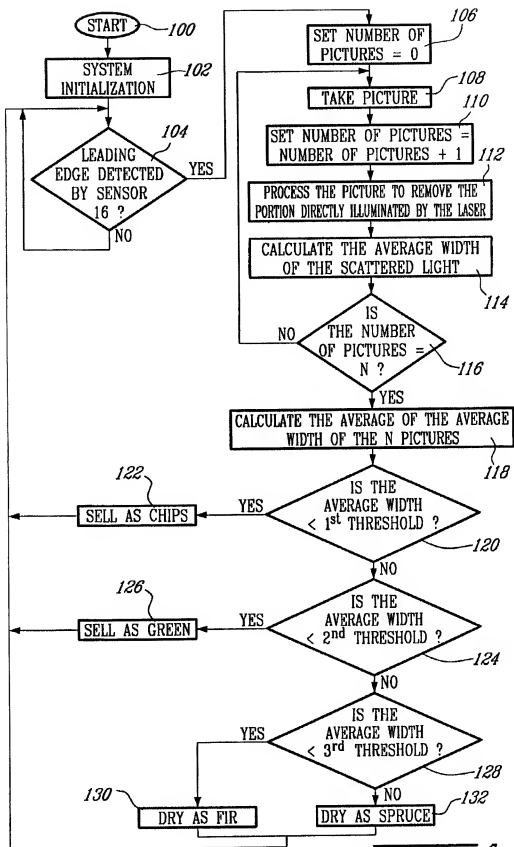 START
100
SYSTEM
INITIALIZATION
102
104
LEADING
EDGE DETECTED
BY SENSOR
16 ?
YES
NO
SET NUMBER OF
PICTURES = 0
106
TAKE PICTURE
108
110
SET NUMBER OF PICTURES =
NUMBER OF PICTURES + 1
112
PROCESS THE PICTURE TO REMOVE THE
PORTION DIRECTLY ILLUMINATED BY THE LASER
CALCULATE THE AVERAGE WIDTH
OF THE SCATTERED LIGHT
114
IS
THE NUMBER
OF PICTURES =
N ?
NO
116
YES
CALCULATE THE AVERAGE OF THE AVERAGE
WIDTH OF THE N PICTURES
118
IS THE
AVERAGE WIDTH
< 1st THRESHOLD ?
120
YES
122
SELL AS CHIPS
NO
IS THE
AVERAGE WIDTH
< 2nd THRESHOLD ?
124
YES
126
SELL AS GREEN
NO
IS THE
AVERAGE WIDTH
< 3rd THRESHOLD ?
128
YES
NO
130
DRY AS FIR
DRY AS SPRUCE
132